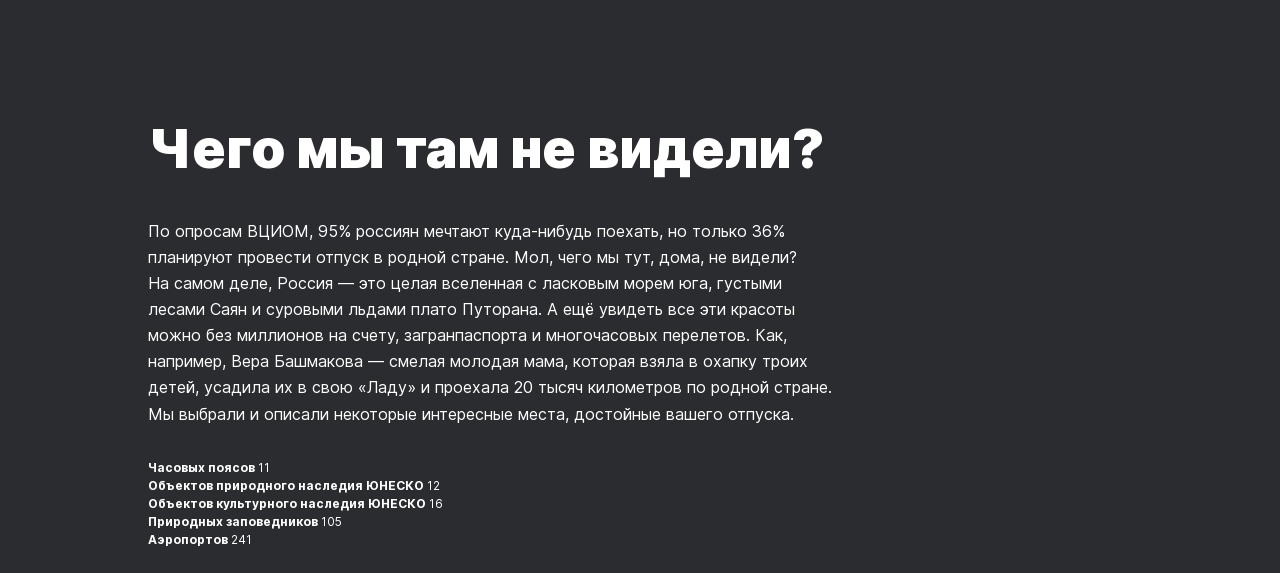 Чего мы там не видели?
По опросам ВЦИОМ, 95% россиян мечтают куда-нибудь поехать, но только 36%
планируют провести отпуск в родной стране. Мол, чего мы тут, дома, не видели?
На самом деле, Россия — это целая вселенная с ласковым морем юга, густыми
лесами Саян и суровыми льдами плато Путорана. А ещё увидеть все эти красоты
можно без миллионов на счету, загранпаспорта и многочасовых перелетов. Как,
например, Вера Башмакова — смелая молодая мама, которая взяла в охапку троих
детей, усадила их в свою «Ладу» и проехала 20 тысяч километров по родной стране.
Мы выбрали и описали некоторые интересные места, достойные вашего отпуска.
Часовых поясов 11
Объектов природного наследия ЮНЕСКО 12
Объектов культурного наследия ЮНЕСКО 16
Природных заповедников 105
Аэропортов 241